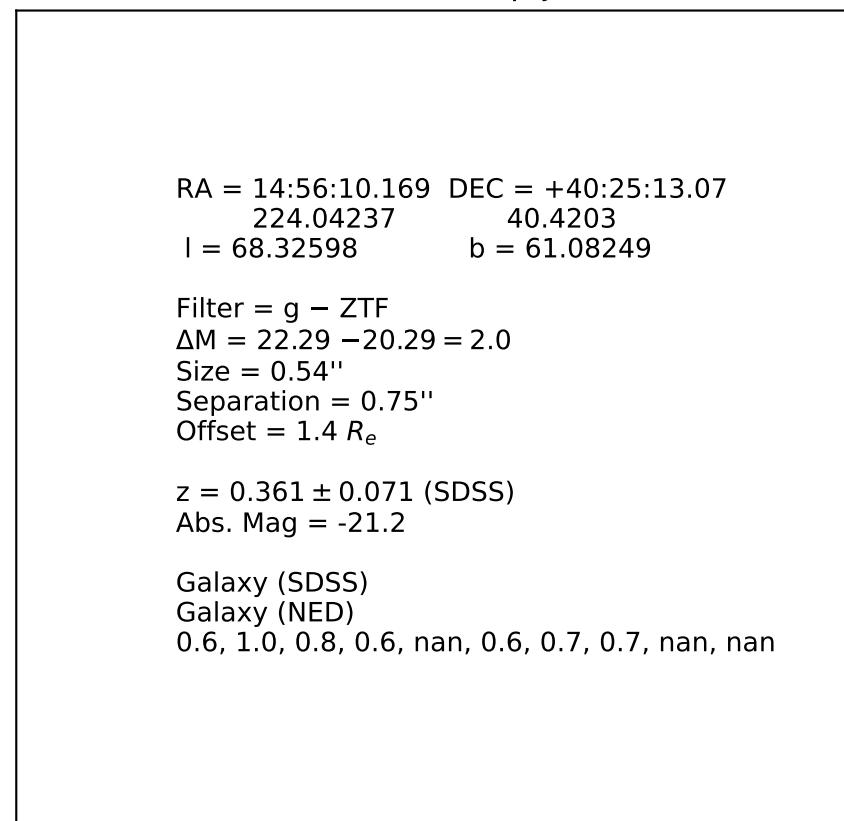 RA = 14:56:10.169 DEC = +40:25:13.07
224.04237 40.4203
l = 68.32598 b = 61.08249
Filter = g − ZTF
ΔM = 22.29 −20.29 = 2.0
Size = 0.54''
Separation = 0.75''
Offset = 1.4 Rₑ
z = 0.361 ± 0.071 (SDSS)
Abs. Mag = -21.2
Galaxy (SDSS)
Galaxy (NED)
0.6, 1.0, 0.8, 0.6, nan, 0.6, 0.7, 0.7, nan, nan